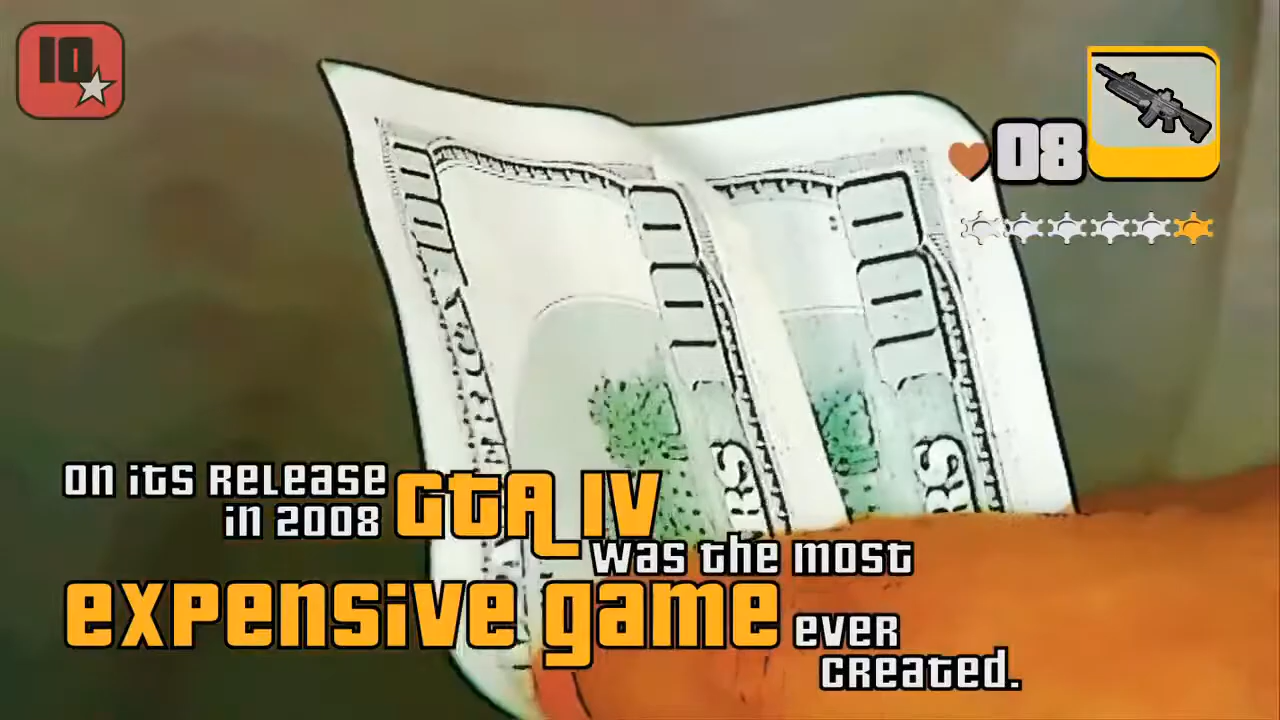 10
08
on its release
in 2008 GTA IV
was the most
expensive game ever
created.